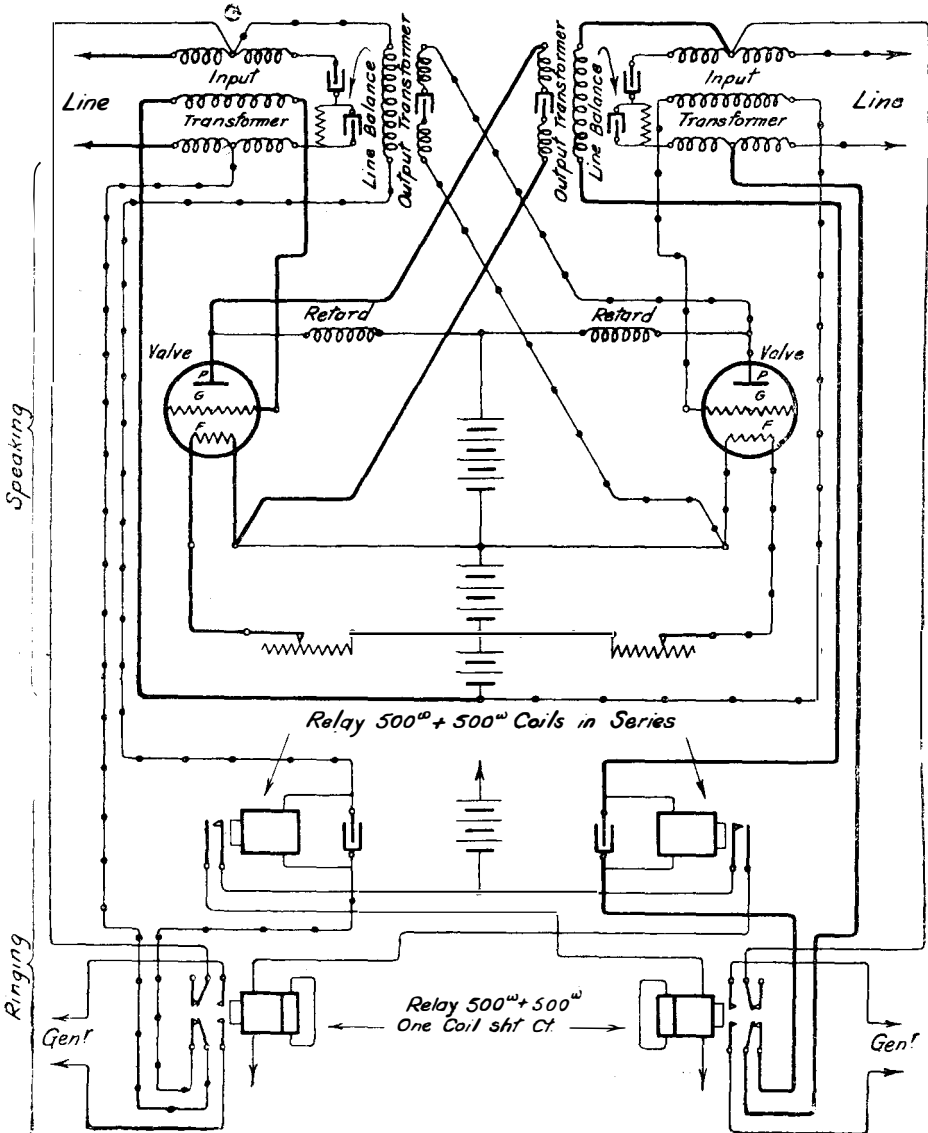 Input
Transformer
Line
Line Balance
Output Transformer
Output Transformer
Line Balance
Input
Transformer
Line
Retard
Retard
Valve
P
G
F
Valve
P
G
F
Speaking
Relay 500ω + 500ω Coils in Series
Ringing
Gen!
Relay 500ω + 500ω
One Coil sht Ct.
Gen!